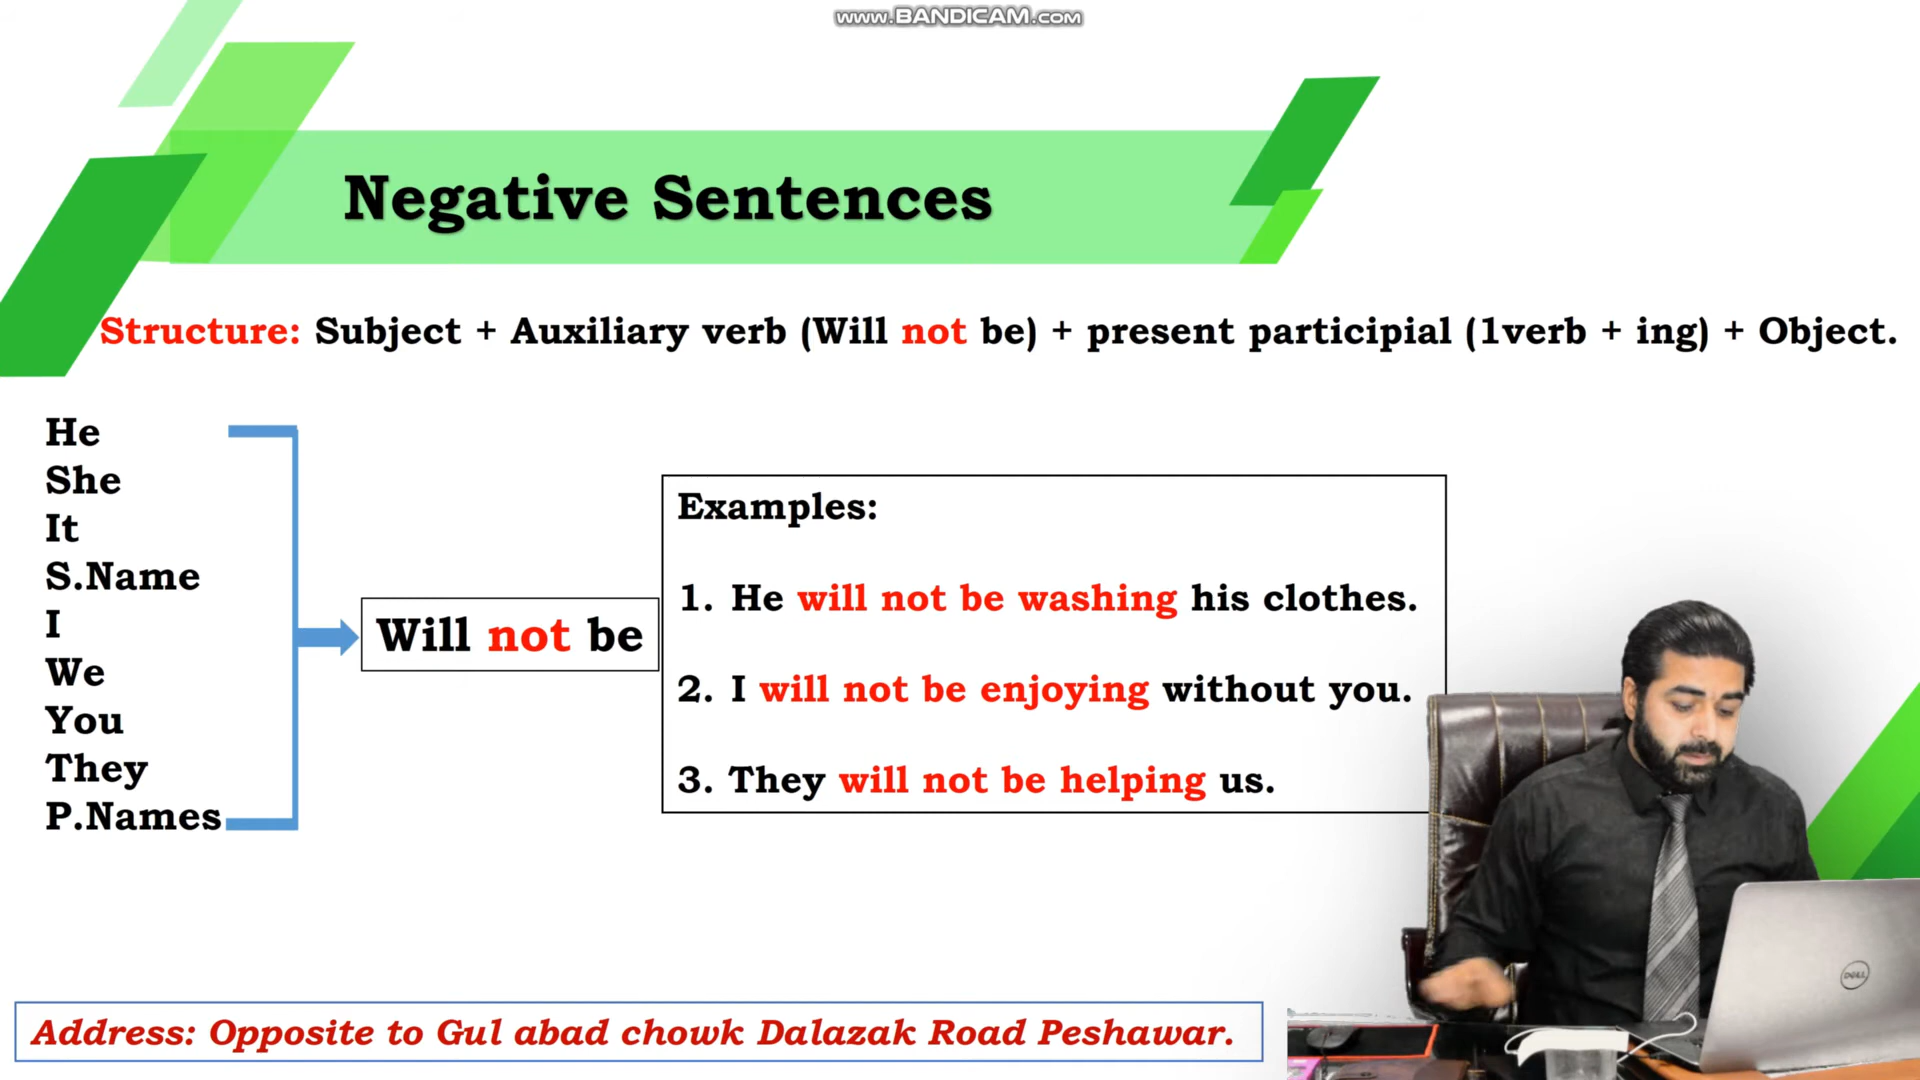 www.BANDICAM.com
Negative Sentences
Structure: Subject + Auxiliary verb (Will not be) + present participial (1verb + ing) + Object.
He
She
It
S.Name
I
We
You
They
P.Names
Will not be
Examples:
1. He will not be washing his clothes.
2. I will not be enjoying without you.
3. They will not be helping us.
DELL
Address: Opposite to Gul abad chowk Dalazak Road Peshawar.